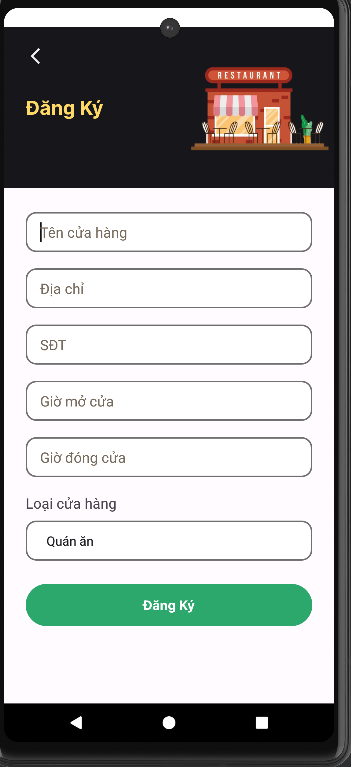 RESTAURANT
Đăng Ký
Tên cửa hàng
Địa chỉ
SĐT
Giờ mở cửa
Giờ đóng cửa
Loại cửa hàng
Quán ăn
Đăng Ký